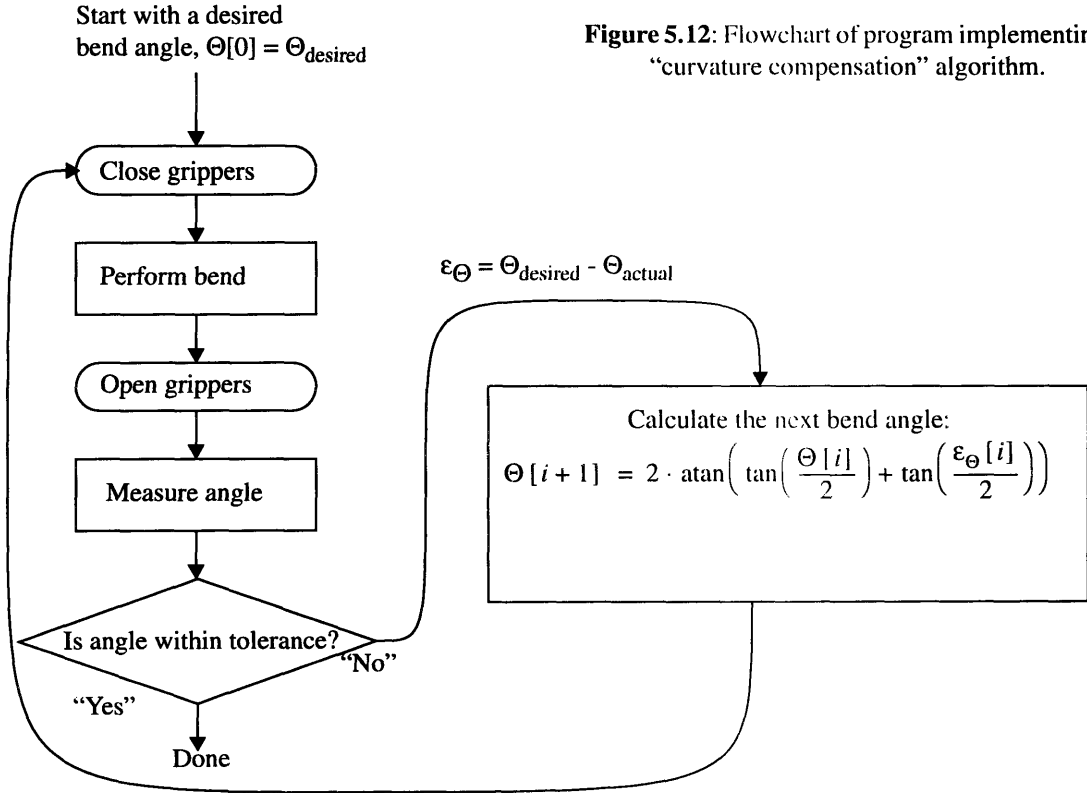 Start with a desired
bend angle, Θ[0] = Θdesired
Figure 5.12: Flowchart of program implementin
“curvature compensation” algorithm.
Close grippers
Perform bend
εΘ = Θdesired - Θactual
Open grippers
Calculate the next bend angle:
Θ [i + 1] = 2 · atan( tan( Θ [i] / 2 ) + tan( εΘ [i] / 2 ) )
Measure angle
Is angle within tolerance?
“No”
“Yes”
Done